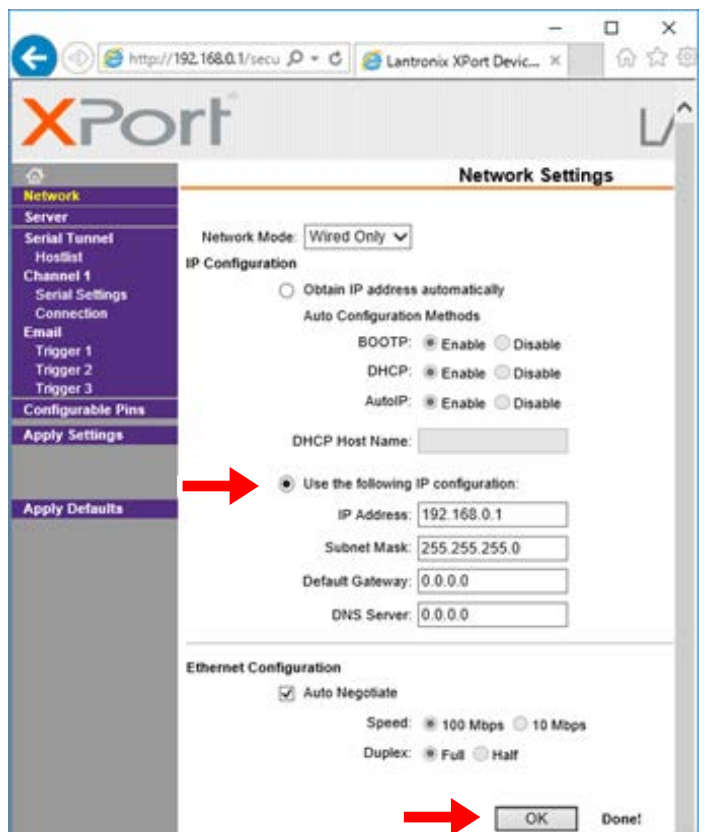 http://192.168.0.1/secu
Lantronix XPort Devic...
XPort
Network Settings
Network
Server
Serial Tunnel
Hostlist
Channel 1
Serial Settings
Connection
Email
Trigger 1
Trigger 2
Trigger 3
Configurable Pins
Apply Settings
Apply Defaults
Network Mode: Wired Only
IP Configuration
Obtain IP address automatically
Auto Configuration Methods
BOOTP: Enable Disable
DHCP: Enable Disable
AutoIP: Enable Disable
DHCP Host Name:
Use the following IP configuration:
IP Address: 192.168.0.1
Subnet Mask: 255.255.255.0
Default Gateway: 0.0.0.0
DNS Server: 0.0.0.0
Ethernet Configuration
Auto Negotiate
Speed: 100 Mbps 10 Mbps
Duplex: Full Half
OK Done!